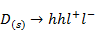 D₍ₛ₎ → hhl⁺l⁻